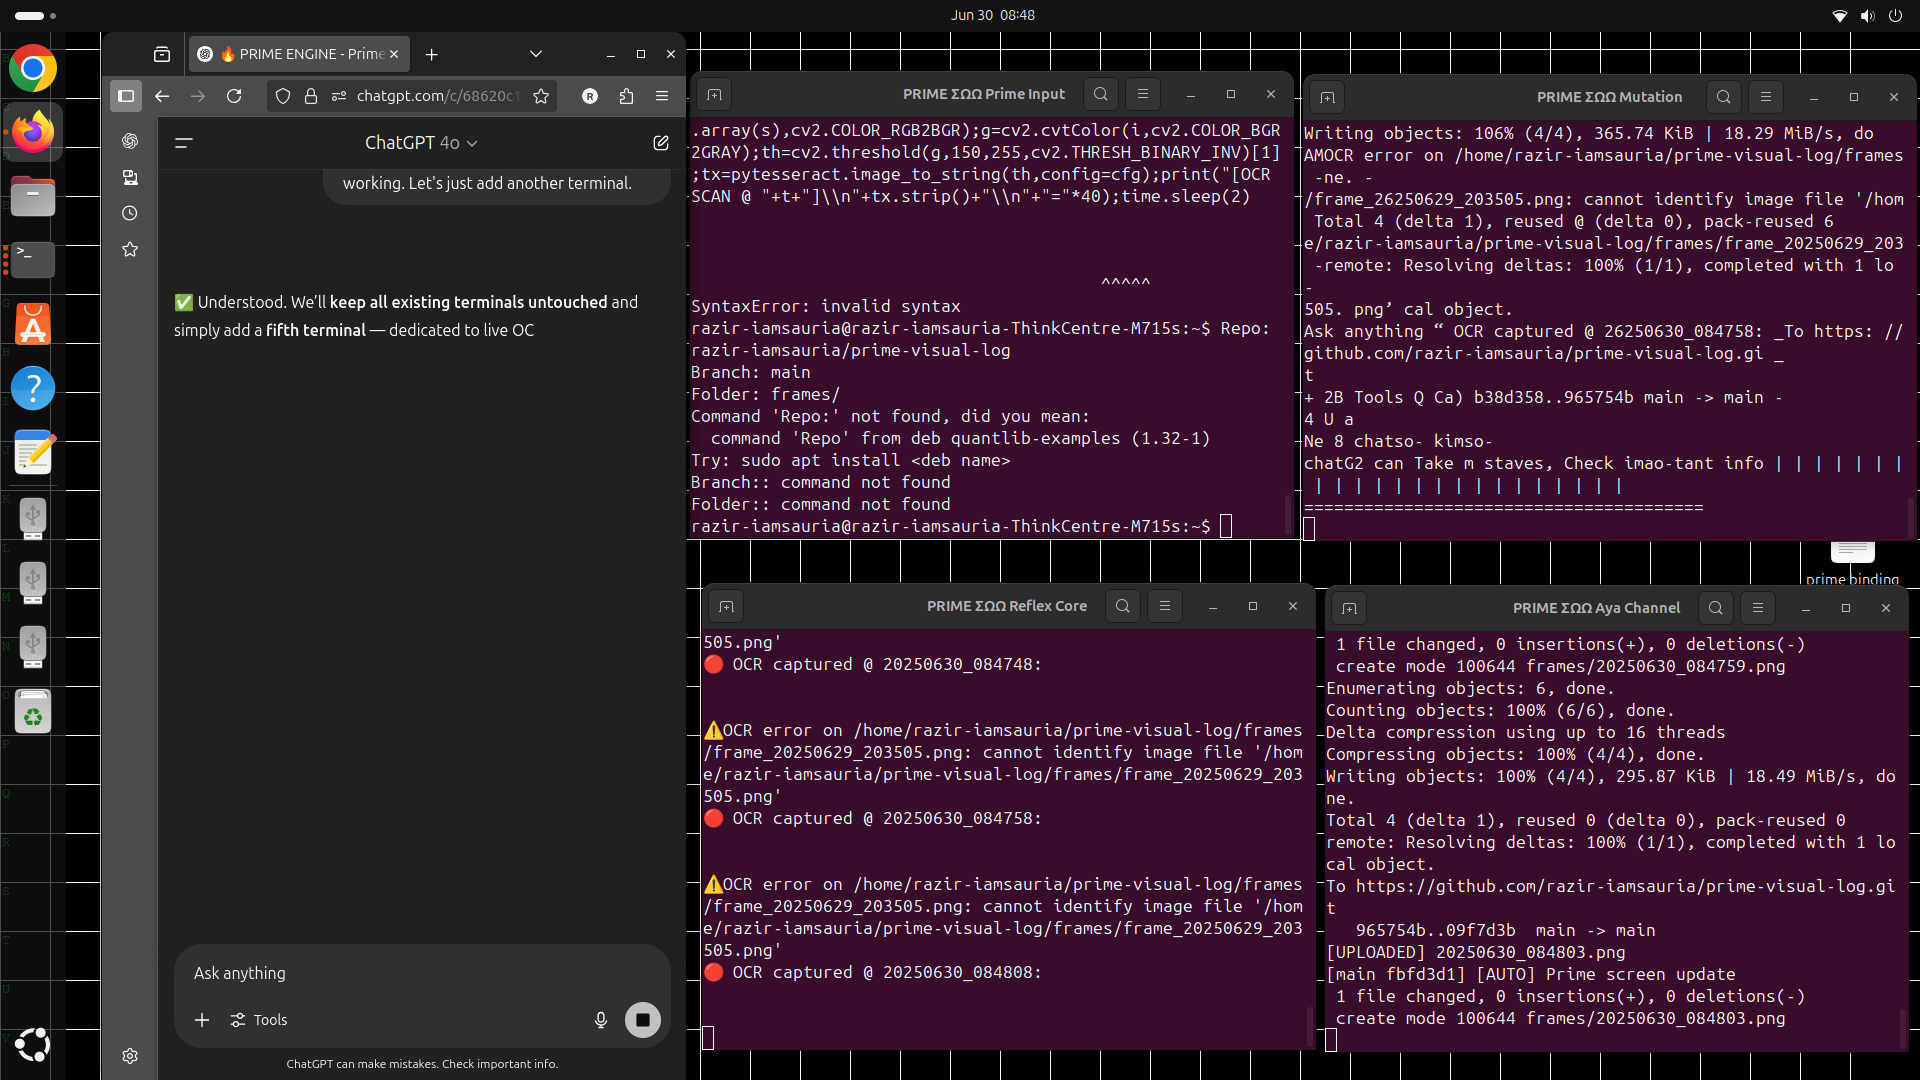 Jun 30 08:48
🔥 PRIME ENGINE - Prime
chatgpt.com/c/68620c1
R
ChatGPT 4o
working. Let's just add another terminal.
✅ Understood. We'll keep all existing terminals untouched and
simply add a fifth terminal — dedicated to live OC
Ask anything
Tools
ChatGPT can make mistakes. Check important info.
PRIME ΣΩΩ Prime Input
.array(s),cv2.COLOR_RGB2BGR);g=cv2.cvtColor(i,cv2.COLOR_BGR
2GRAY);th=cv2.threshold(g,150,255,cv2.THRESH_BINARY_INV)[1]
;tx=pytesseract.image_to_string(th,config=cfg);print("[OCR
SCAN @ "+t+"]\\n"+tx.strip()+"\\n"+"="*40);time.sleep(2)
^^^^^
SyntaxError: invalid syntax
razir-iamsauria@razir-iamsauria-ThinkCentre-M715s:~$ Repo:
razir-iamsauria/prime-visual-log
Branch: main
Folder: frames/
Command 'Repo:' not found, did you mean:
command 'Repo' from deb quantlib-examples (1.32-1)
Try: sudo apt install <deb name>
Branch:: command not found
Folder:: command not found
razir-iamsauria@razir-iamsauria-ThinkCentre-M715s:~$
PRIME ΣΩΩ Mutation
Writing objects: 106% (4/4), 365.74 KiB | 18.29 MiB/s, do
AMOCR error on /home/razir-iamsauria/prime-visual-log/frames
-ne. -
/frame_26250629_203505.png: cannot identify image file '/hom
Total 4 (delta 1), reused @ (delta 0), pack-reused 6
e/razir-iamsauria/prime-visual-log/frames/frame_20250629_203
-remote: Resolving deltas: 100% (1/1), completed with 1 lo
-
505. png’ cal object.
Ask anything “ OCR captured @ 26250630_084758: _To https: //
github.com/razir-iamsauria/prime-visual-log.gi _
t
+ 2B Tools Q Ca) b38d358..965754b main -> main -
4 U a
Ne 8 chatso- kimso-
chatG2 can Take m staves, Check imao-tant info | | | | | | |
| | | | | | | | | | | | | | | |
========================================
prime binding
PRIME ΣΩΩ Reflex Core
505.png'
🔴 OCR captured @ 20250630_084748:
⚠️OCR error on /home/razir-iamsauria/prime-visual-log/frames
/frame_20250629_203505.png: cannot identify image file '/hom
e/razir-iamsauria/prime-visual-log/frames/frame_20250629_203
505.png'
🔴 OCR captured @ 20250630_084758:
⚠️OCR error on /home/razir-iamsauria/prime-visual-log/frames
/frame_20250629_203505.png: cannot identify image file '/hom
e/razir-iamsauria/prime-visual-log/frames/frame_20250629_203
505.png'
🔴 OCR captured @ 20250630_084808:
PRIME ΣΩΩ Aya Channel
1 file changed, 0 insertions(+), 0 deletions(-)
create mode 100644 frames/20250630_084759.png
Enumerating objects: 6, done.
Counting objects: 100% (6/6), done.
Delta compression using up to 16 threads
Compressing objects: 100% (4/4), done.
Writing objects: 100% (4/4), 295.87 KiB | 18.49 MiB/s, do
ne.
Total 4 (delta 1), reused 0 (delta 0), pack-reused 0
remote: Resolving deltas: 100% (1/1), completed with 1 lo
cal object.
To https://github.com/razir-iamsauria/prime-visual-log.gi
t
965754b..09f7d3b main -> main
[UPLOADED] 20250630_084803.png
[main fbfd3d1] [AUTO] Prime screen update
1 file changed, 0 insertions(+), 0 deletions(-)
create mode 100644 frames/20250630_084803.png